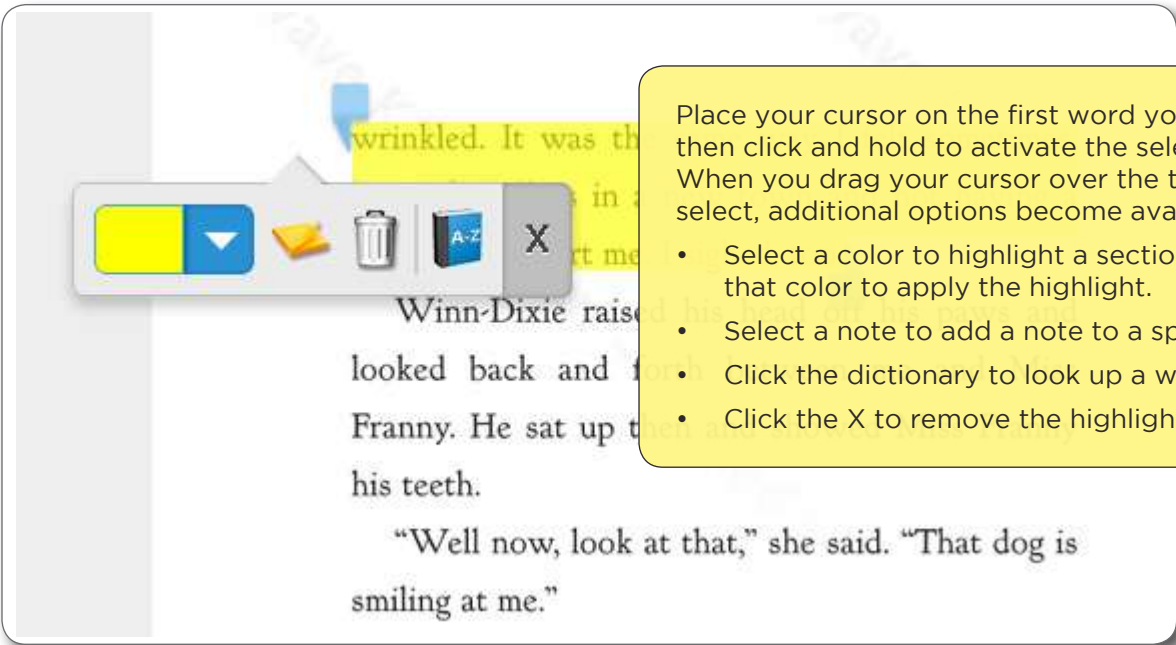 wrinkled. It was th
s in a
rt me
Winn-Dixie raised his head off his paws and
looked back and forth
Franny. He sat up then and showed Miss Franny
his teeth.
“Well now, look at that,” she said. “That dog is
smiling at me.”
A-Z
X
Place your cursor on the first word yo
then click and hold to activate the sele
When you drag your cursor over the t
select, additional options become ava
• Select a color to highlight a sectio
that color to apply the highlight.
• Select a note to add a note to a sp
• Click the dictionary to look up a w
• Click the X to remove the highligh